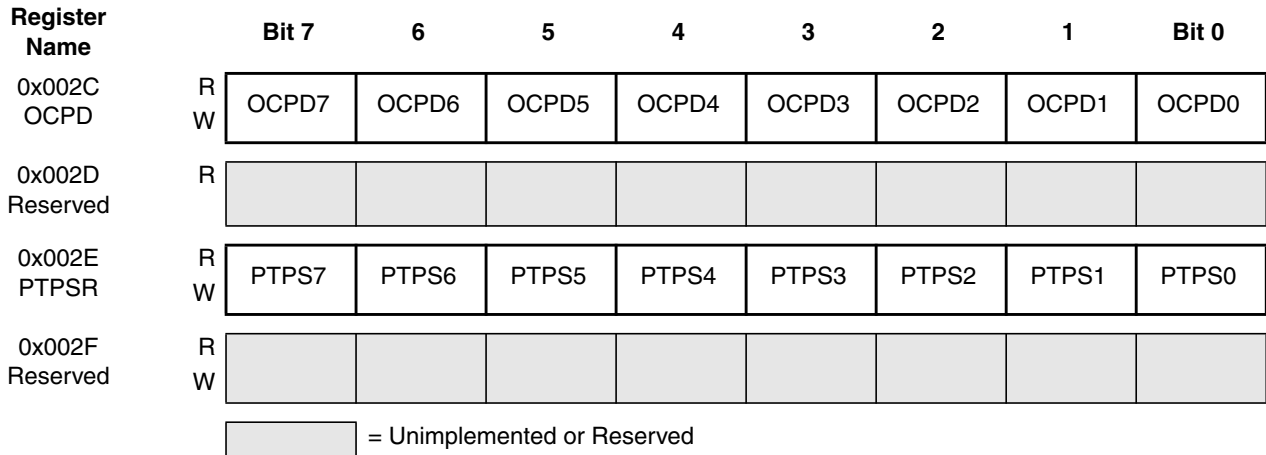 Register Name Bit 7 6 5 4 3 2 1 Bit 0
0x002C OCPD R W OCPD7 OCPD6 OCPD5 OCPD4 OCPD3 OCPD2 OCPD1 OCPD0
0x002D Reserved R
0x002E PTPSR R W PTPS7 PTPS6 PTPS5 PTPS4 PTPS3 PTPS2 PTPS1 PTPS0
0x002F Reserved R W
= Unimplemented or Reserved